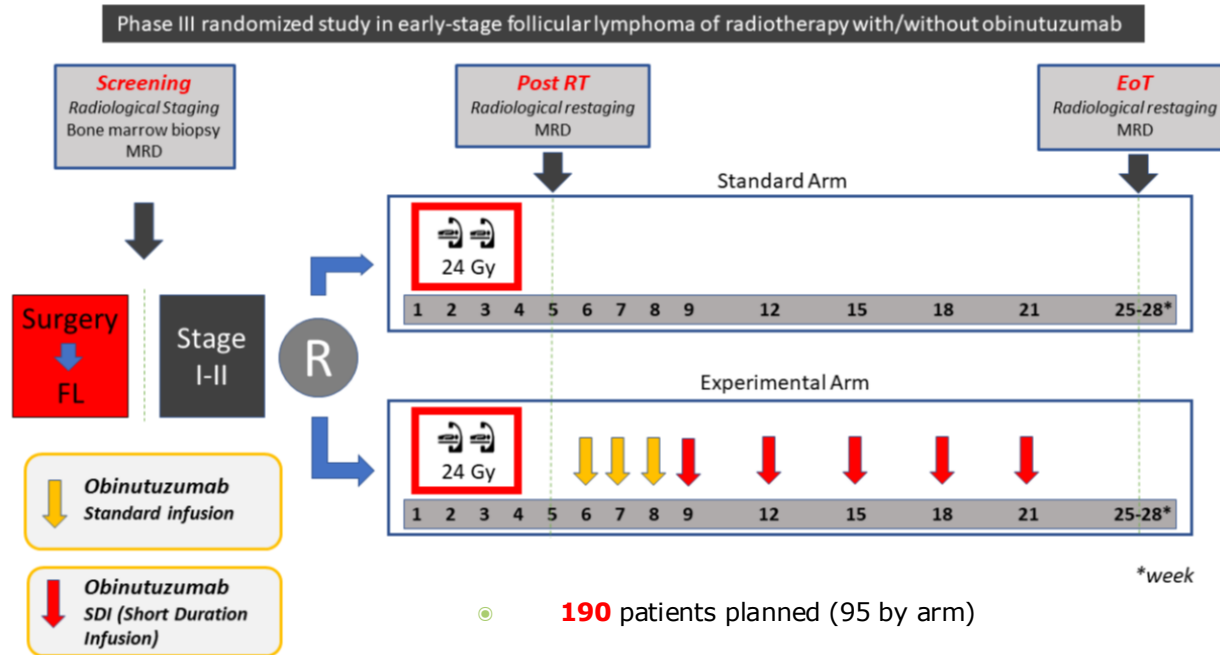 Phase III randomized study in early-stage follicular lymphoma of radiotherapy with/without obinutuzumab
Screening
Radiological Staging
Bone marrow biopsy
MRD
Post RT
Radiological restaging
MRD
EoT
Radiological restaging
MRD
Surgery
FL
Stage
I-II
R
Standard Arm
24 Gy
1 2 3 4 5 6 7 8 9 12 15 18 21 25-28*
Experimental Arm
24 Gy
1 2 3 4 5 6 7 8 9 12 15 18 21 25-28*
*week
Obinutuzumab
Standard infusion
Obinutuzumab
SDI (Short Duration
Infusion)
190 patients planned (95 by arm)